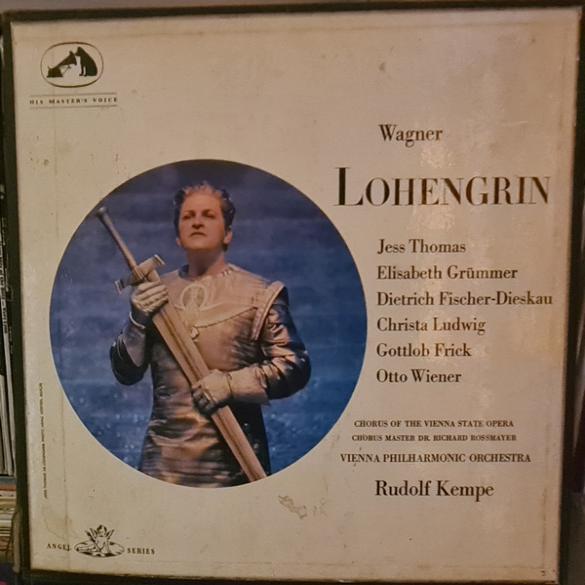 HIS MASTER'S VOICE
Wagner
LOHENGRIN
Jess Thomas
Elisabeth Grümmer
Dietrich Fischer-Dieskau
Christa Ludwig
Gottlob Frick
Otto Wiener
CHORUS OF THE VIENNA STATE OPERA
CHORUS MASTER DR. RICHARD ROSSMAYER
VIENNA PHILHARMONIC ORCHESTRA
Rudolf Kempe
ANGEL SERIES